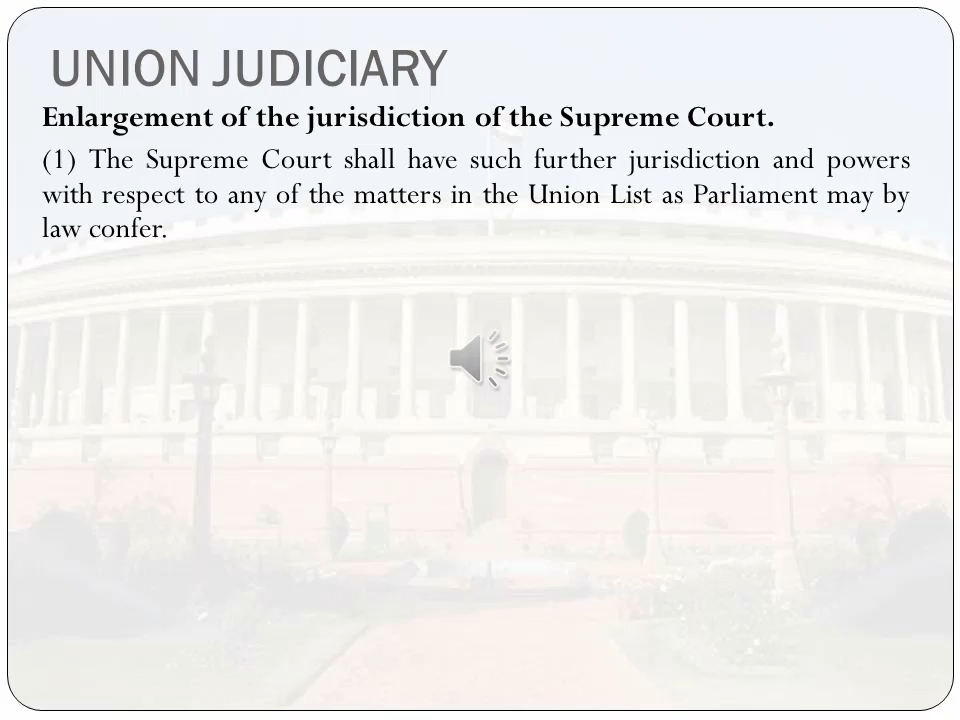 UNION JUDICIARY
Enlargement of the jurisdiction of the Supreme Court.
(1) The Supreme Court shall have such further jurisdiction and powers
with respect to any of the matters in the Union List as Parliament may by
law confer.